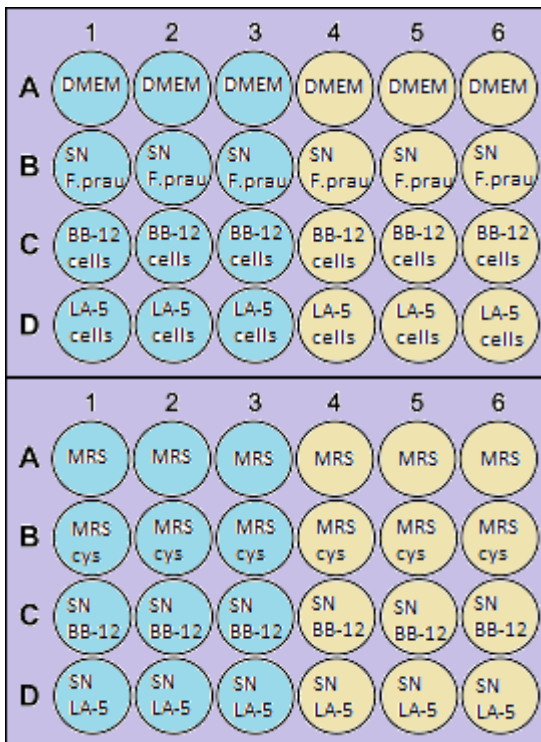 1 2 3 4 5 6
A DMEM DMEM DMEM DMEM DMEM DMEM
B SN SN SN SN SN SN
F.prau F.prau F.prau F.prau F.prau F.prau
C BB-12 BB-12 BB-12 BB-12 BB-12 BB-12
cells cells cells cells cells cells
D LA-5 LA-5 LA-5 LA-5 LA-5 LA-5
cells cells cells cells cells cells
1 2 3 4 5 6
A MRS MRS MRS MRS MRS MRS
B MRS MRS MRS MRS MRS MRS
cys cys cys cys cys cys
C SN SN SN SN SN SN
BB-12 BB-12 BB-12 BB-12 BB-12 BB-12
D SN SN SN SN SN SN
LA-5 LA-5 LA-5 LA-5 LA-5 LA-5